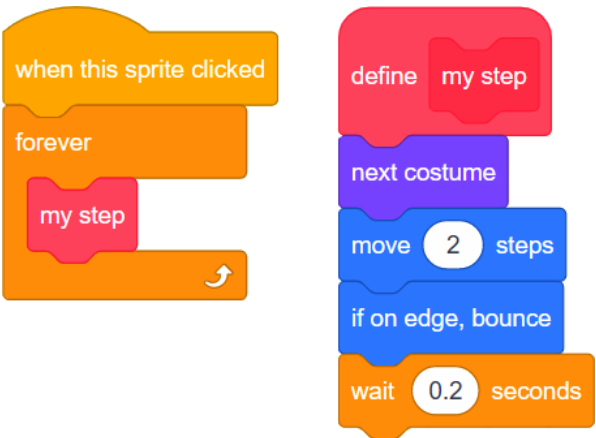 when this sprite clicked
forever
my step
define my step
next costume
move 2 steps
if on edge, bounce
wait 0.2 seconds